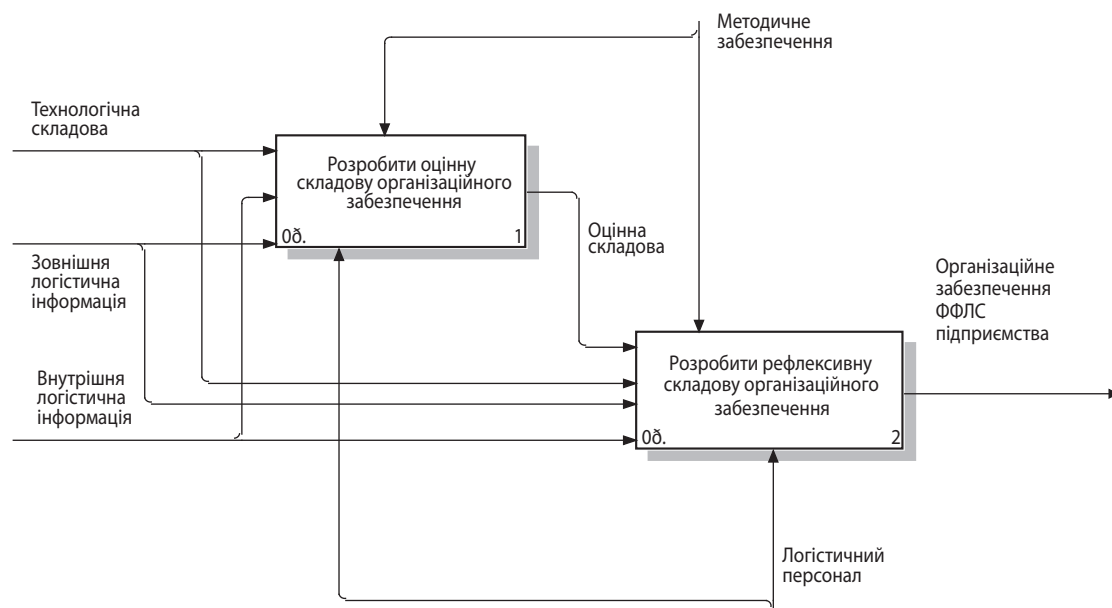 Методичне
забезпечення
Технологічна
складова
Розробити оцінну
складову організаційного
забезпечення
0ð.
1
Оцінна
складова
Зовнішня
логістична
інформація
Організаційне
забезпечення
ФФЛС
підприємства
Внутрішня
логістична
інформація
Розробити рефлексивну
складову організаційного
забезпечення
0ð.
2
Логістичний
персонал